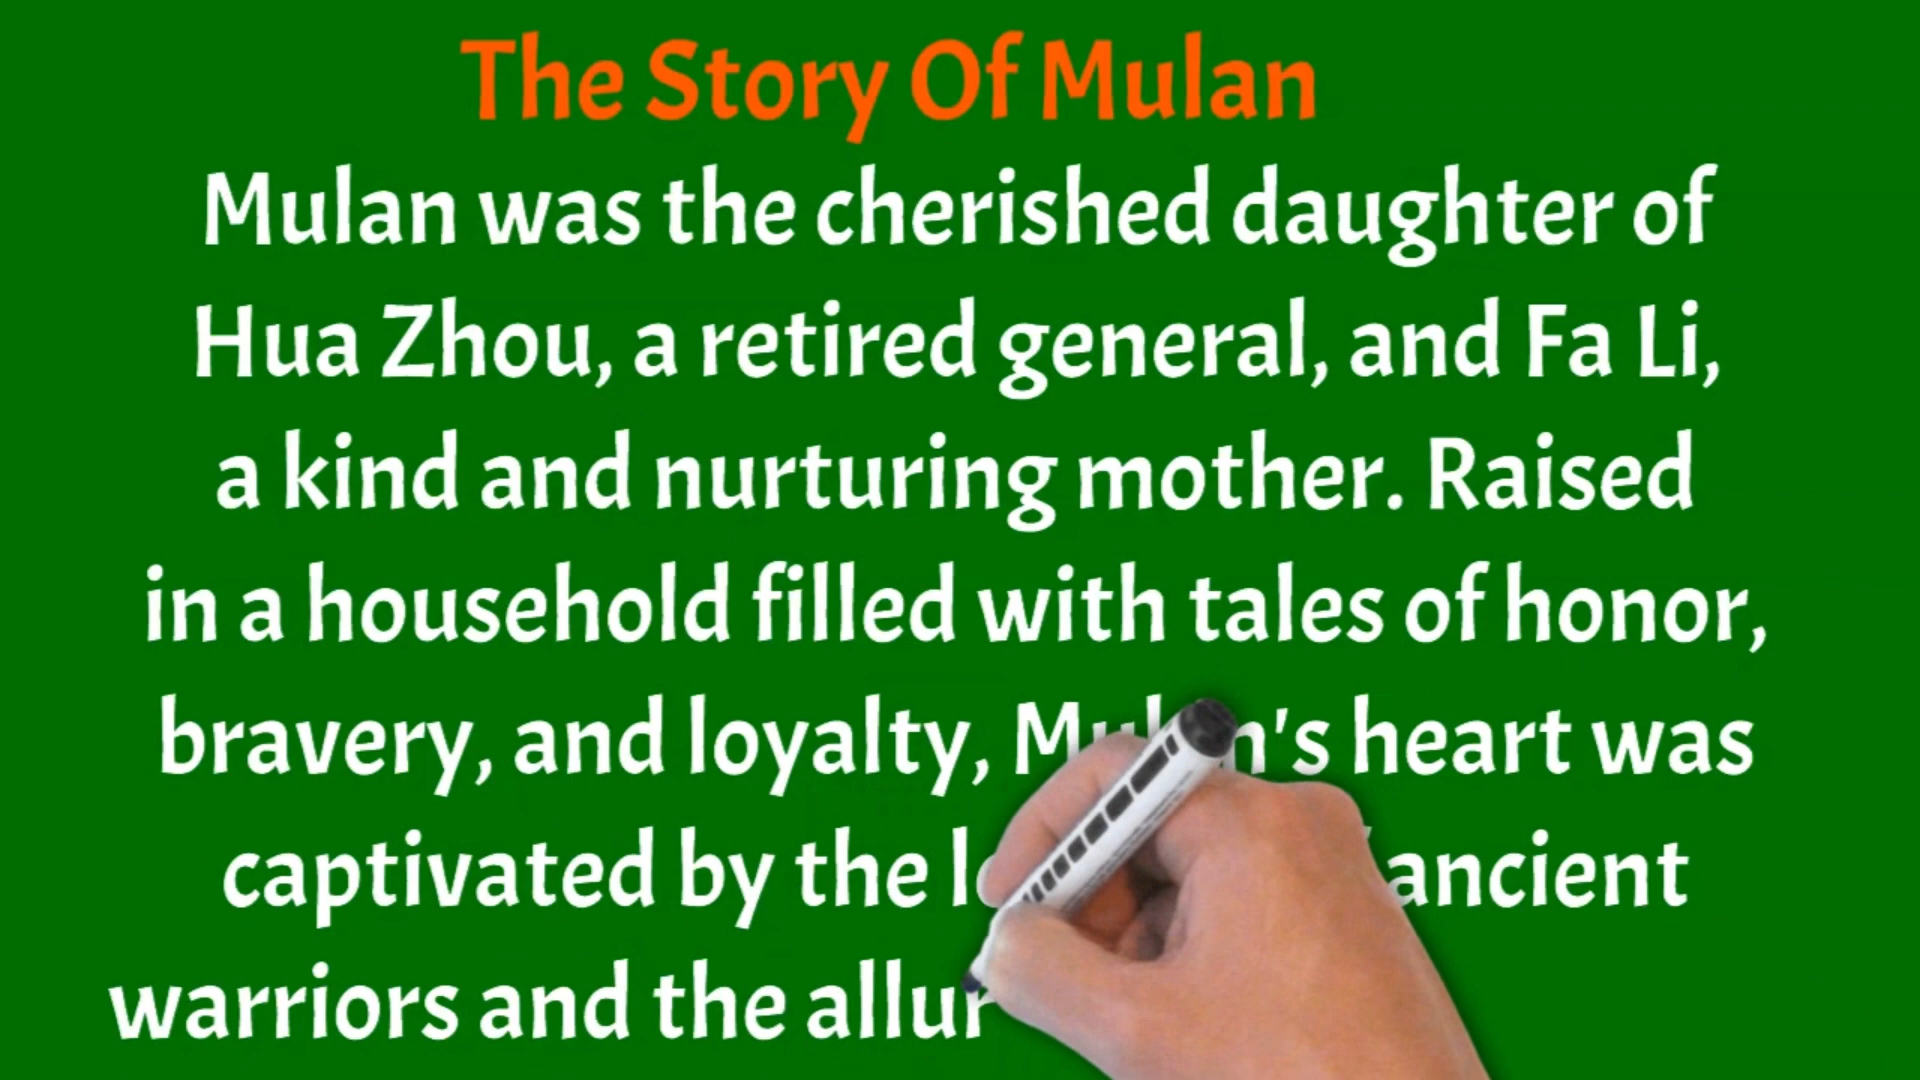 The Story Of Mulan
Mulan was the cherished daughter of
Hua Zhou, a retired general, and Fa Li,
a kind and nurturing mother. Raised
in a household filled with tales of honor,
bravery, and loyalty, Mulan's heart was
captivated by the ancient
warriors and the